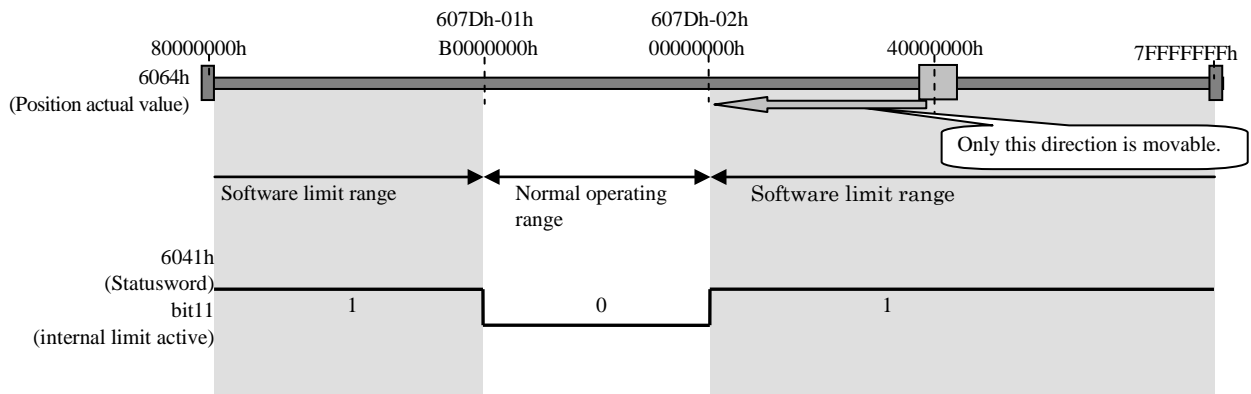 607Dh-01h
607Dh-02h
80000000h
B0000000h
00000000h
40000000h
7FFFFFFFh
6064h
(Position actual value)
Only this direction is movable.
Software limit range
Normal operating
range
Software limit range
6041h
(Statusword)
bit11
(internal limit active)
1
0
1